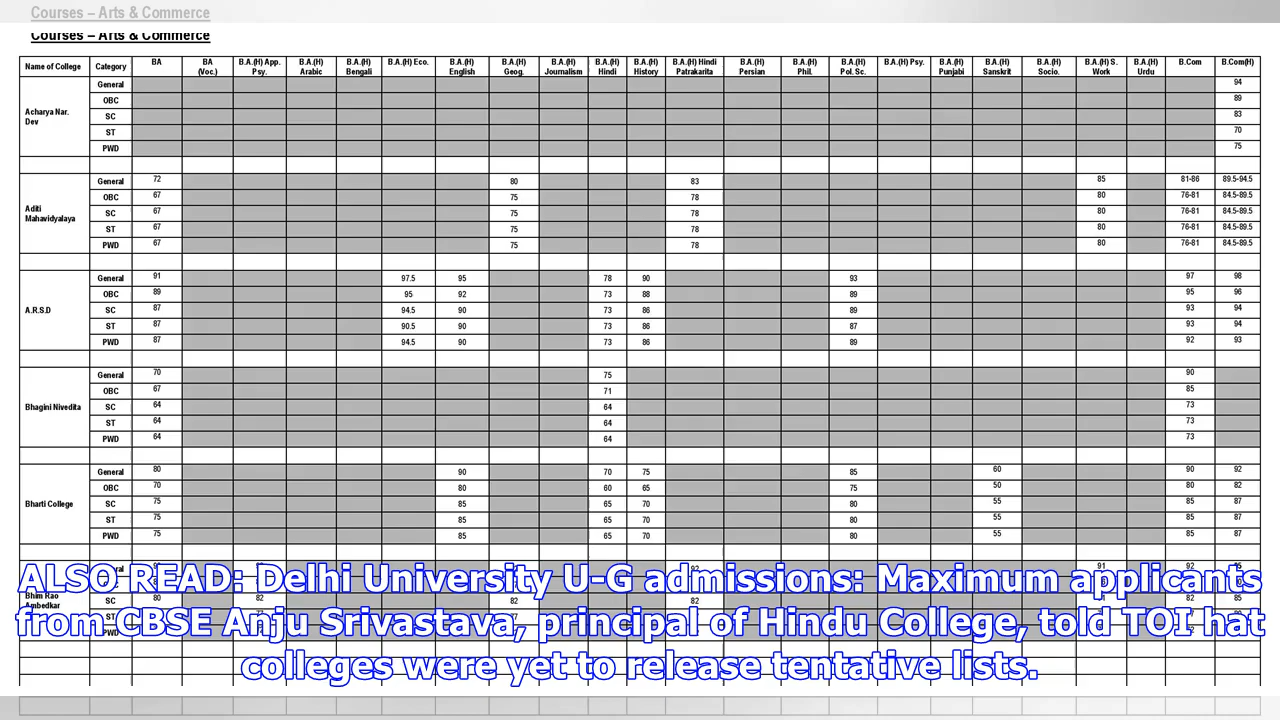 Courses – Arts & Commerce
Courses – Arts & Commerce
Name of College Category BA BA (Voc.) B.A.(H) App. Psy. B.A.(H) Arabic B.A.(H) Bengali B.A.(H) Eco. B.A.(H) English B.A.(H) Geog. B.A.(H) Journalism B.A.(H) Hindi B.A.(H) History B.A.(H) Hindi Patrakarita B.A.(H) Persian B.A.(H) Phil. B.A.(H) Pol. Sc. B.A.(H) Psy. B.A.(H) Punjabi B.A.(H) Sanskrit B.A.(H) Socio. B.A.(H) S. Work B.A.(H) Urdu B.Com B.Com(H)
Acharya Nar. Dev
General 94
OBC 89
SC 83
ST 70
PWD 75
Aditi Mahavidyalaya
General 72 80 83 85 81-86 89.5-94.5
OBC 67 75 78 80 76-81 84.5-89.5
SC 67 75 78 80 76-81 84.5-89.5
ST 67 75 78 80 76-81 84.5-89.5
PWD 67 75 78 80 76-81 84.5-89.5
A.R.S.D
General 91 97.5 95 78 90 93 97 98
OBC 89 95 92 73 88 89 95 96
SC 87 94.5 90 73 86 89 93 94
ST 87 90.5 90 73 86 87 93 94
PWD 87 94.5 90 73 86 89 92 93
Bhagini Nivedita
General 70 75 90
OBC 67 71 85
SC 64 64 73
ST 64 64 73
PWD 64 64 73
Bharti College
General 80 90 70 75 85 60 90 92
OBC 70 80 60 65 75 50 80 82
SC 75 85 65 70 80 55 85 87
ST 75 85 65 70 80 55 85 87
PWD 75 85 65 70 80 55 85 87
Bhim Rao Ambedkar
SC 80 82 82 82 82 85
ALSO READ: Delhi University U-G admissions: Maximum applicants
from CBSE Anju Srivastava, principal of Hindu College, told TOI hat
colleges were yet to release tentative lists.